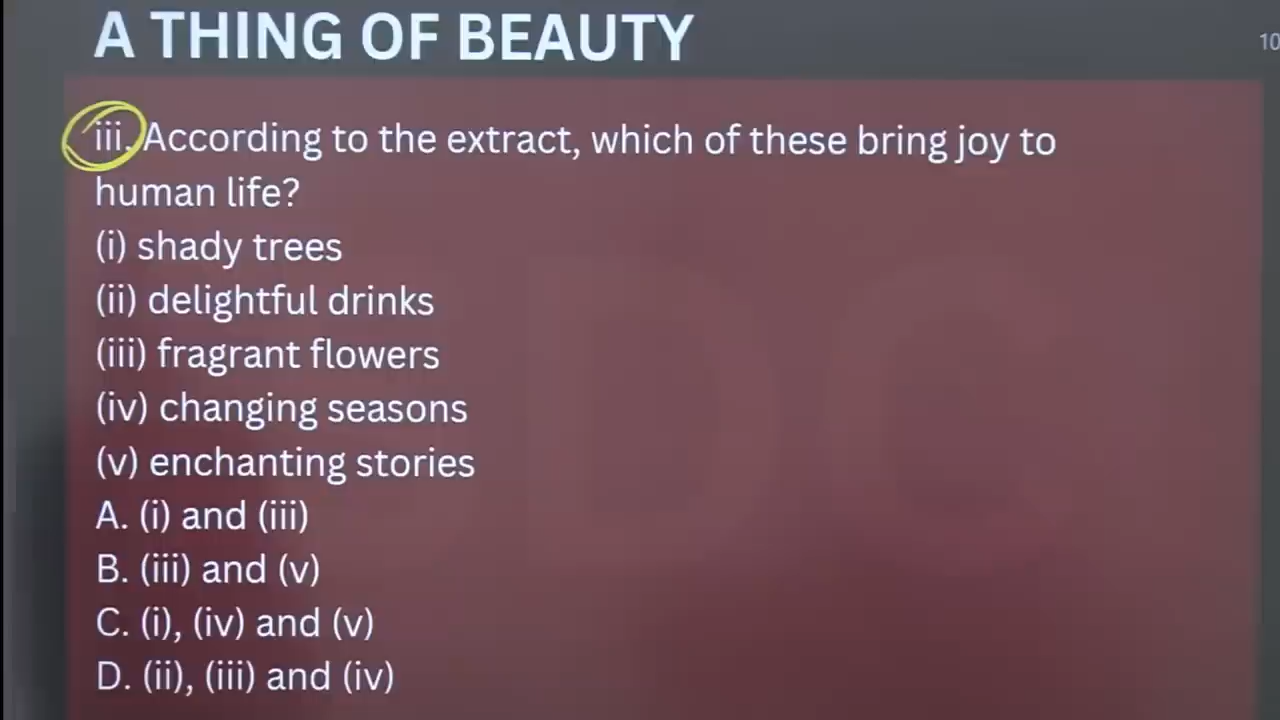 A THING OF BEAUTY
10
iii. According to the extract, which of these bring joy to
human life?
(i) shady trees
(ii) delightful drinks
(iii) fragrant flowers
(iv) changing seasons
(v) enchanting stories
A. (i) and (iii)
B. (iii) and (v)
C. (i), (iv) and (v)
D. (ii), (iii) and (iv)